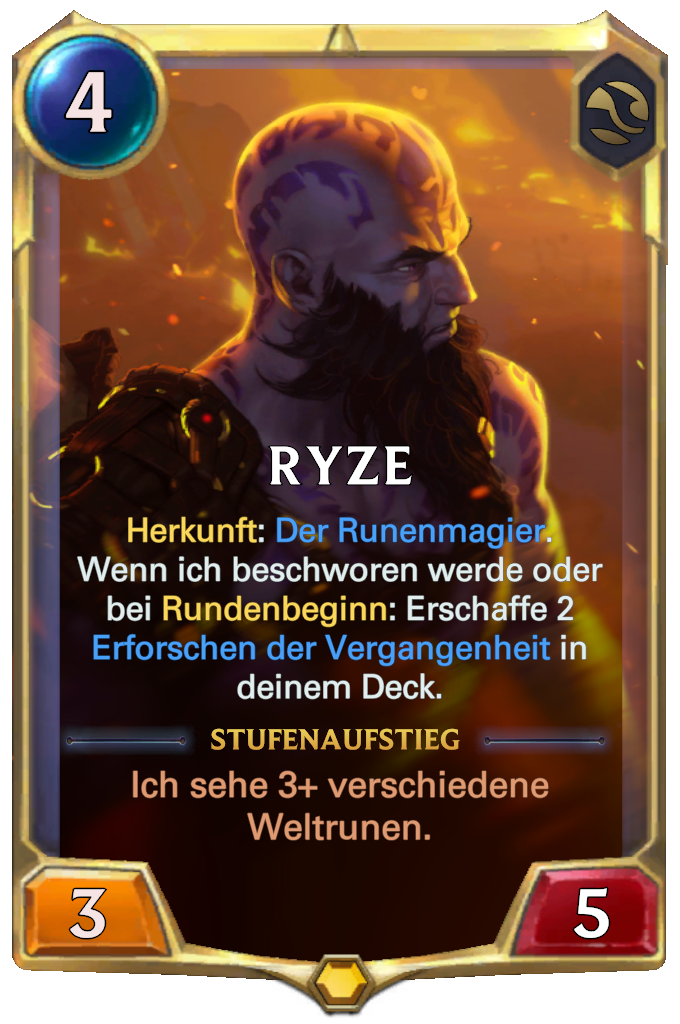 4
RYZE
Herkunft: Der Runenmagier.
Wenn ich beschworen werde oder
bei Rundenbeginn: Erschaffe 2
Erforschen der Vergangenheit in
deinem Deck.
STUFENAUFSTIEG
Ich sehe 3+ verschiedene
Weltrunen.
3
5